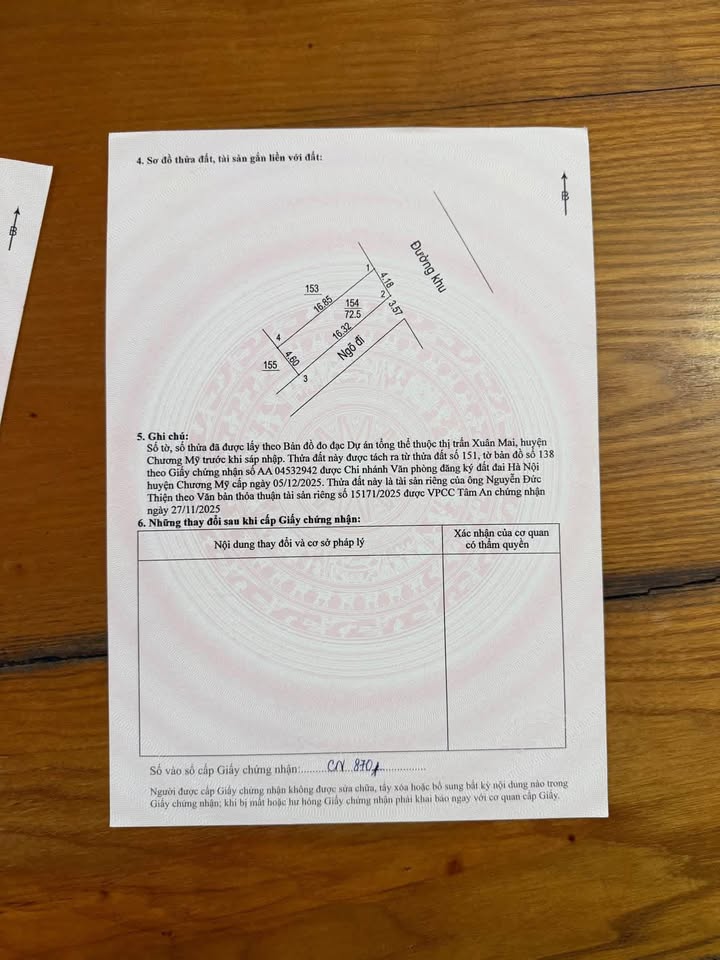 4. Sơ đồ thửa đất, tài sản gắn liền với đất:
B
B
Đường khu
1
4.18
2
3.57
153
16.85
154
72.5
16.32
Ngõ đi
4
4.60
155
3
5. Ghi chú:
Số tờ, số thửa đã được lấy theo Bản đồ đo đạc Dự án tổng thể thuộc thị trấn Xuân Mai, huyện
Chương Mỹ trước khi sáp nhập. Thửa đất này được tách ra từ thửa đất số 151, tờ bản đồ số 138
theo Giấy chứng nhận số AA 04532942 được Chi nhánh Văn phòng đăng ký đất đai Hà Nội
huyện Chương Mỹ cấp ngày 05/12/2025. Thửa đất này là tài sản riêng của ông Nguyễn Đức
Thiện theo Văn bản thỏa thuận tài sản riêng số 15171/2025 được VPCC Tâm An chứng nhận
ngày 27/11/2025
6. Những thay đổi sau khi cấp Giấy chứng nhận:
Nội dung thay đổi và cơ sở pháp lý
Xác nhận của cơ quan
có thẩm quyền
Số vào sổ cấp Giấy chứng nhận:.........CN 870.................
Người được cấp Giấy chứng nhận không được sửa chữa, tẩy xóa hoặc bổ sung bất kỳ nội dung nào trong
Giấy chứng nhận; khi bị mất hoặc hư hỏng Giấy chứng nhận phải khai báo ngay với cơ quan cấp Giấy.